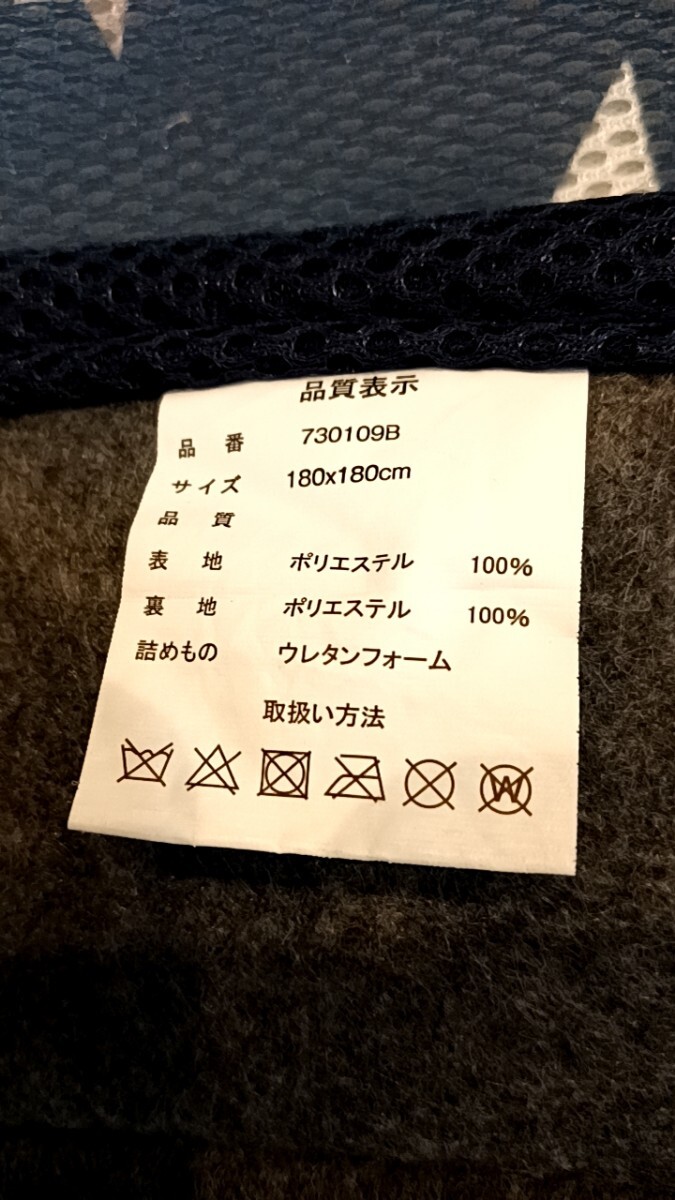 品質表示
品番 730109B
サイズ 180x180cm
品質
表地 ポリエステル 100%
裏地 ポリエステル 100%
詰めもの ウレタンフォーム
取扱い方法
W